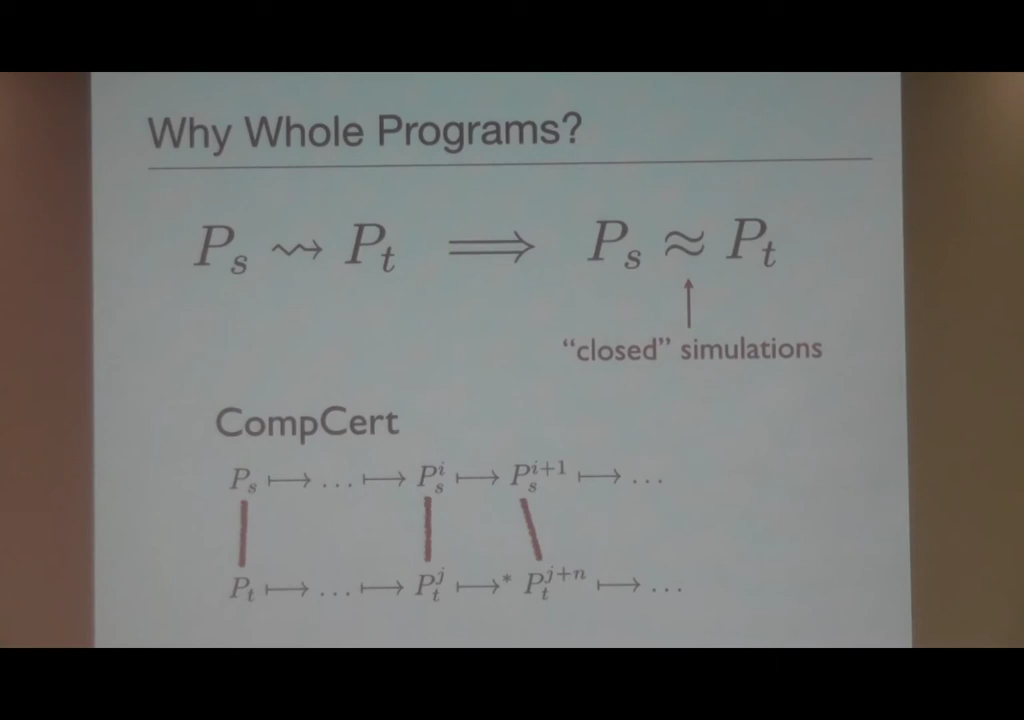 Why Whole Programs?
P_s ⇝ P_t ⟹ P_s ≈ P_t
“closed” simulations
CompCert
P_s ⟼ … ⟼ P_s^i ⟼ P_s^{i+1} ⟼ …
P_t ⟼ … ⟼ P_t^j ⟼* P_t^{j+n} ⟼ …